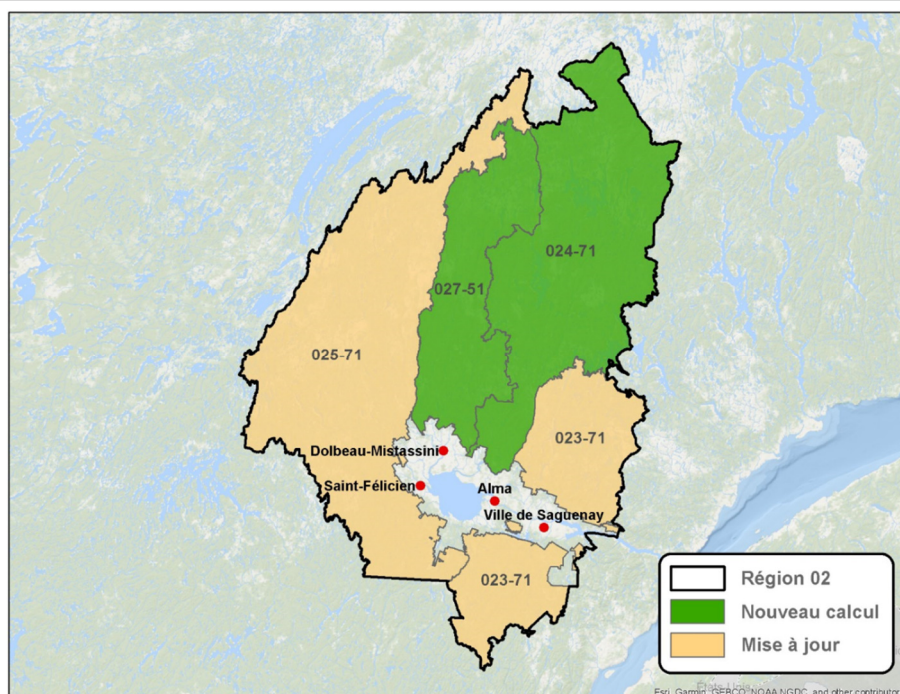 024-71
027-51
025-71
023-71
Dolbeau-Mistassini
Saint-Félicien
Alma
Ville de Saguenay
023-71
Région 02
Nouveau calcul
Mise à jour
Esri, Garmin, GEBCO, NOAA NGDC, and other contributor